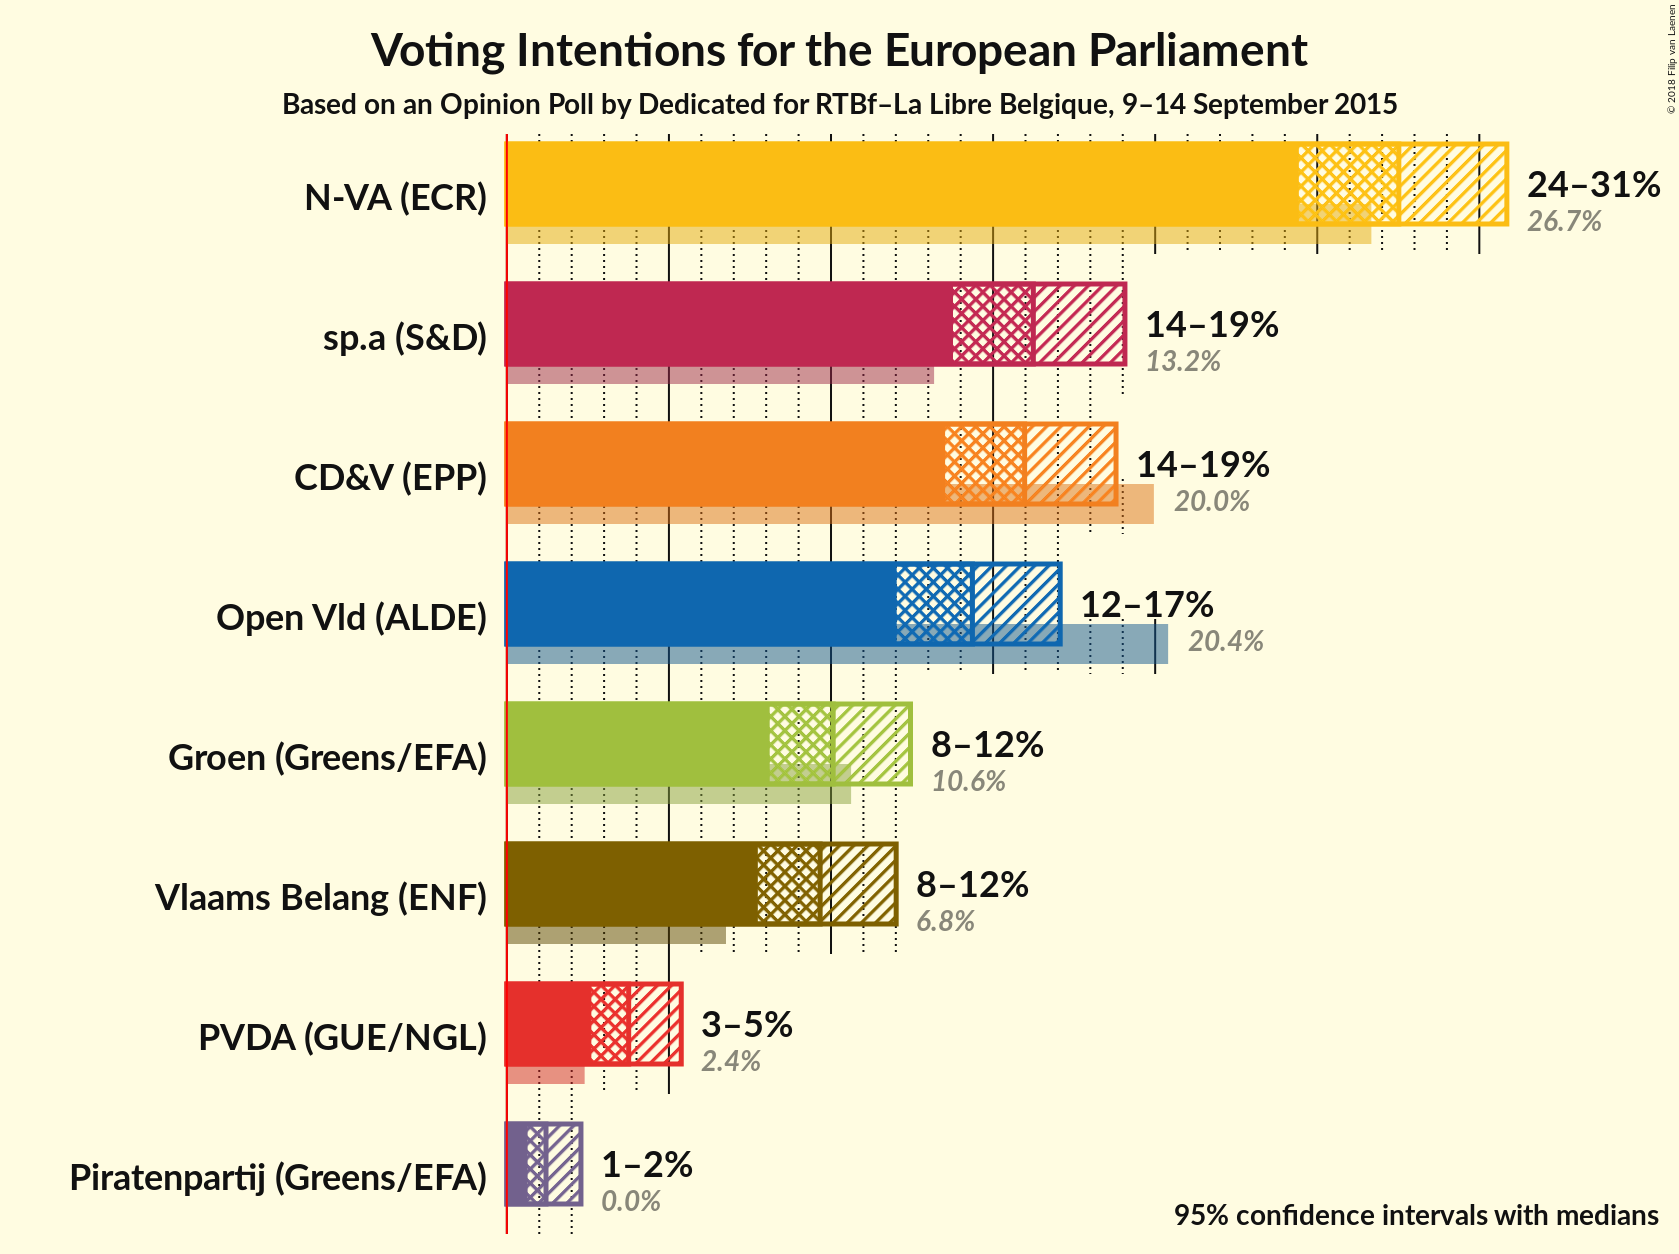 Voting Intentions for the European Parliament
Based on an Opinion Poll by Dedicated for RTBf–La Libre Belgique, 9–14 September 2015
© 2018 Filip van Laenen
N-VA (ECR)
24–31%
26.7%
sp.a (S&D)
14–19%
13.2%
CD&V (EPP)
14–19%
20.0%
Open Vld (ALDE)
12–17%
20.4%
Groen (Greens/EFA)
8–12%
10.6%
Vlaams Belang (ENF)
8–12%
6.8%
PVDA (GUE/NGL)
3–5%
2.4%
Piratenpartij (Greens/EFA)
1–2%
0.0%
95% confidence intervals with medians